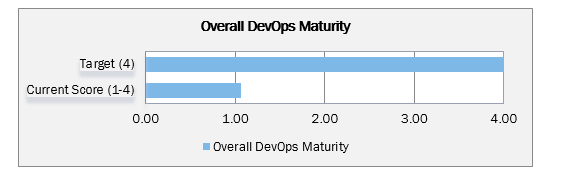 Overall DevOps Maturity
Target (4)
Current Score (1-4)
0.00 1.00 2.00 3.00 4.00
Overall DevOps Maturity